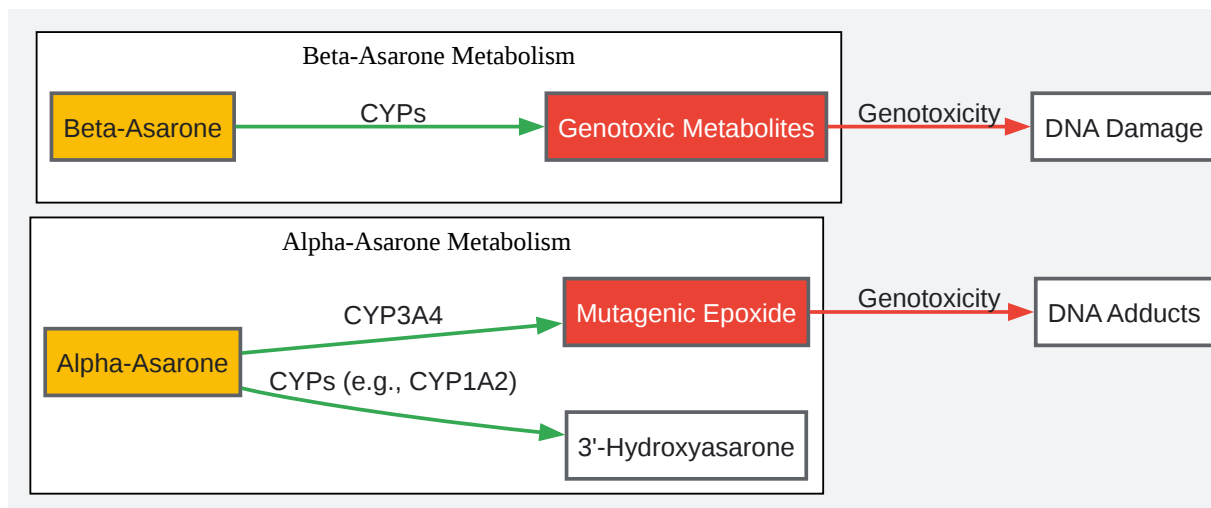 Beta-Asarone Metabolism
Beta-Asarone
CYPs
Genotoxic Metabolites
Genotoxicity
DNA Damage
Alpha-Asarone Metabolism
Alpha-Asarone
CYP3A4
Mutagenic Epoxide
Genotoxicity
DNA Adducts
CYPs (e.g., CYP1A2)
3'-Hydroxyasarone